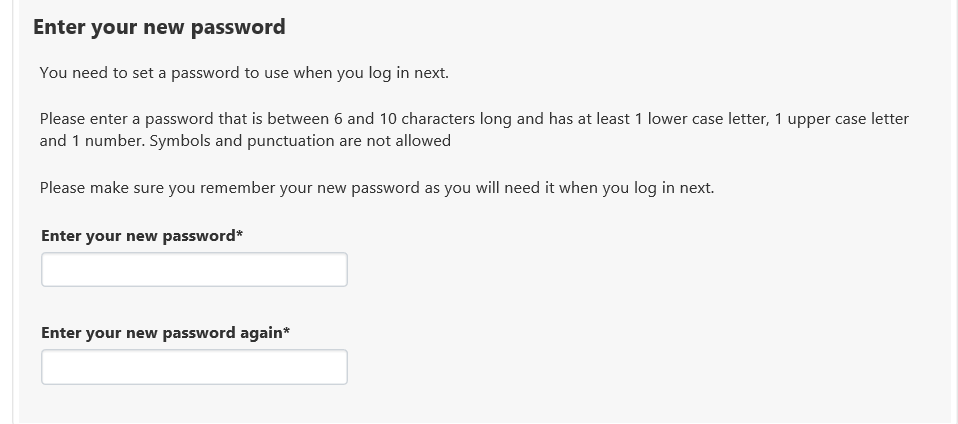 Enter your new password
You need to set a password to use when you log in next.
Please enter a password that is between 6 and 10 characters long and has at least 1 lower case letter, 1 upper case letter
and 1 number. Symbols and punctuation are not allowed
Please make sure you remember your new password as you will need it when you log in next.
Enter your new password*
Enter your new password again*